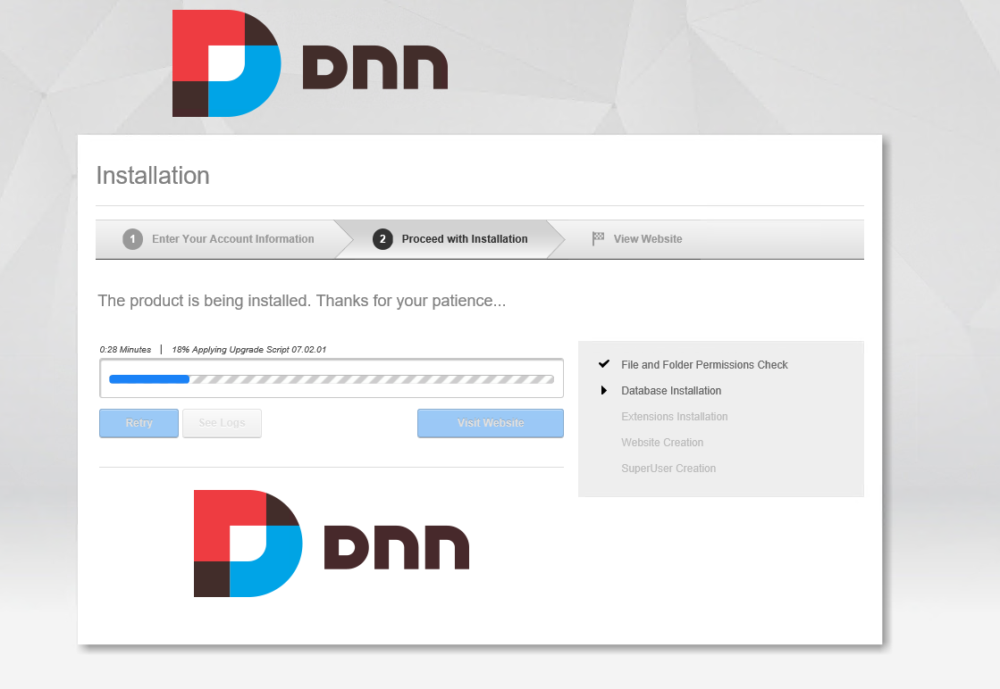 DNN
Installation
1 Enter Your Account Information 2 Proceed with Installation View Website
The product is being installed. Thanks for your patience...
0:28 Minutes | 18% Applying Upgrade Script 07.02.01
Retry See Logs Visit Website
File and Folder Permissions Check
Database Installation
Extensions Installation
Website Creation
SuperUser Creation
DNN